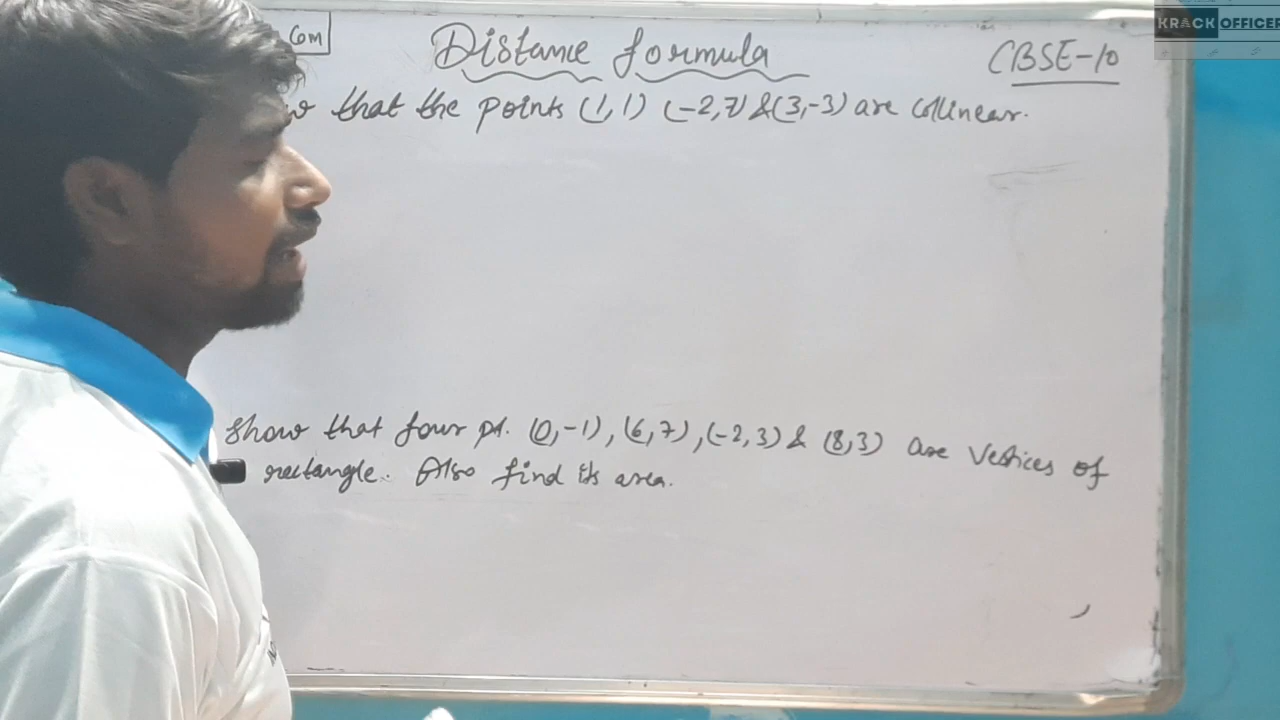 Com
Distance formula
CBSE-10
that the points (1,1) (-2,7) & (3,-3) are collinear.
Show that four pt. (0,-1), (6,7), (-2,3) & (8,3) are vertices of
rectangle. Also find its area.
KRACK OFFICER